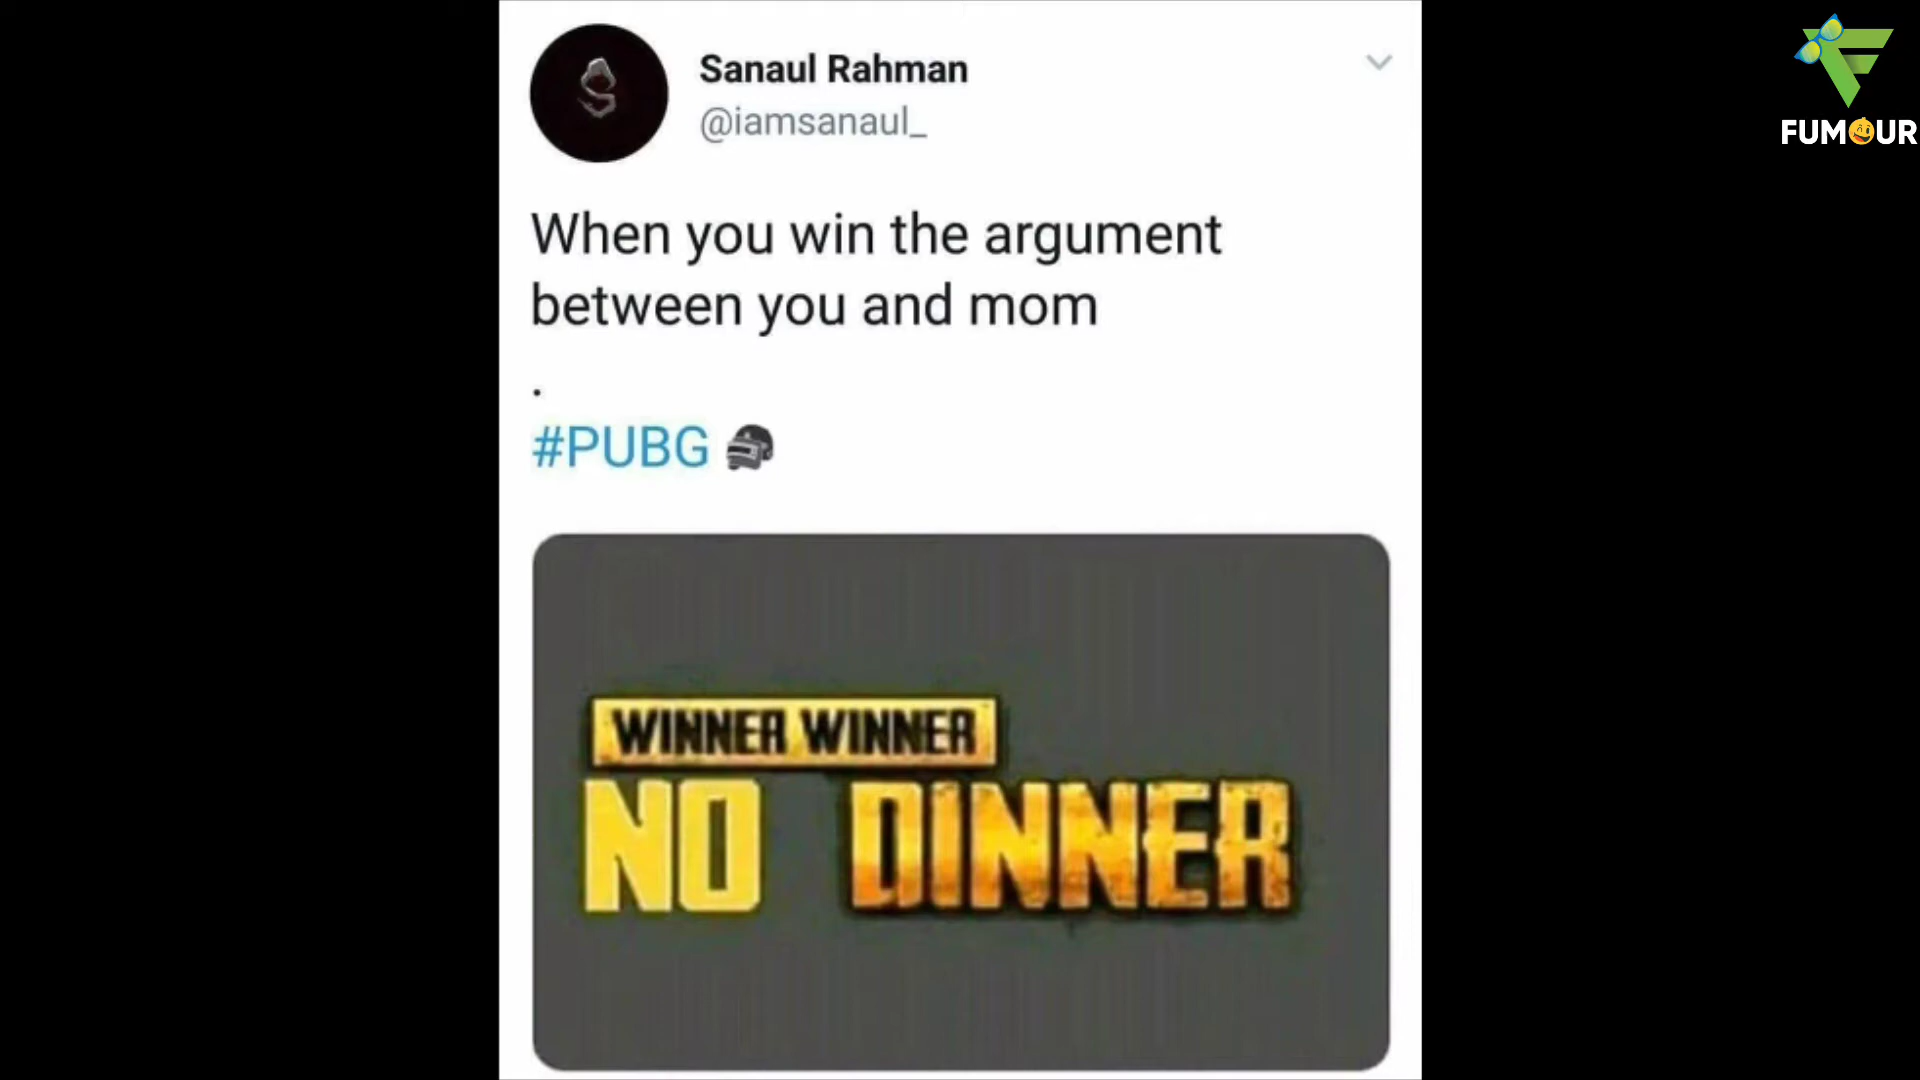 Sanaul Rahman
@iamsanaul_
When you win the argument
between you and mom
.
#PUBG
WINNER WINNER
NO DINNER
FUMOUR